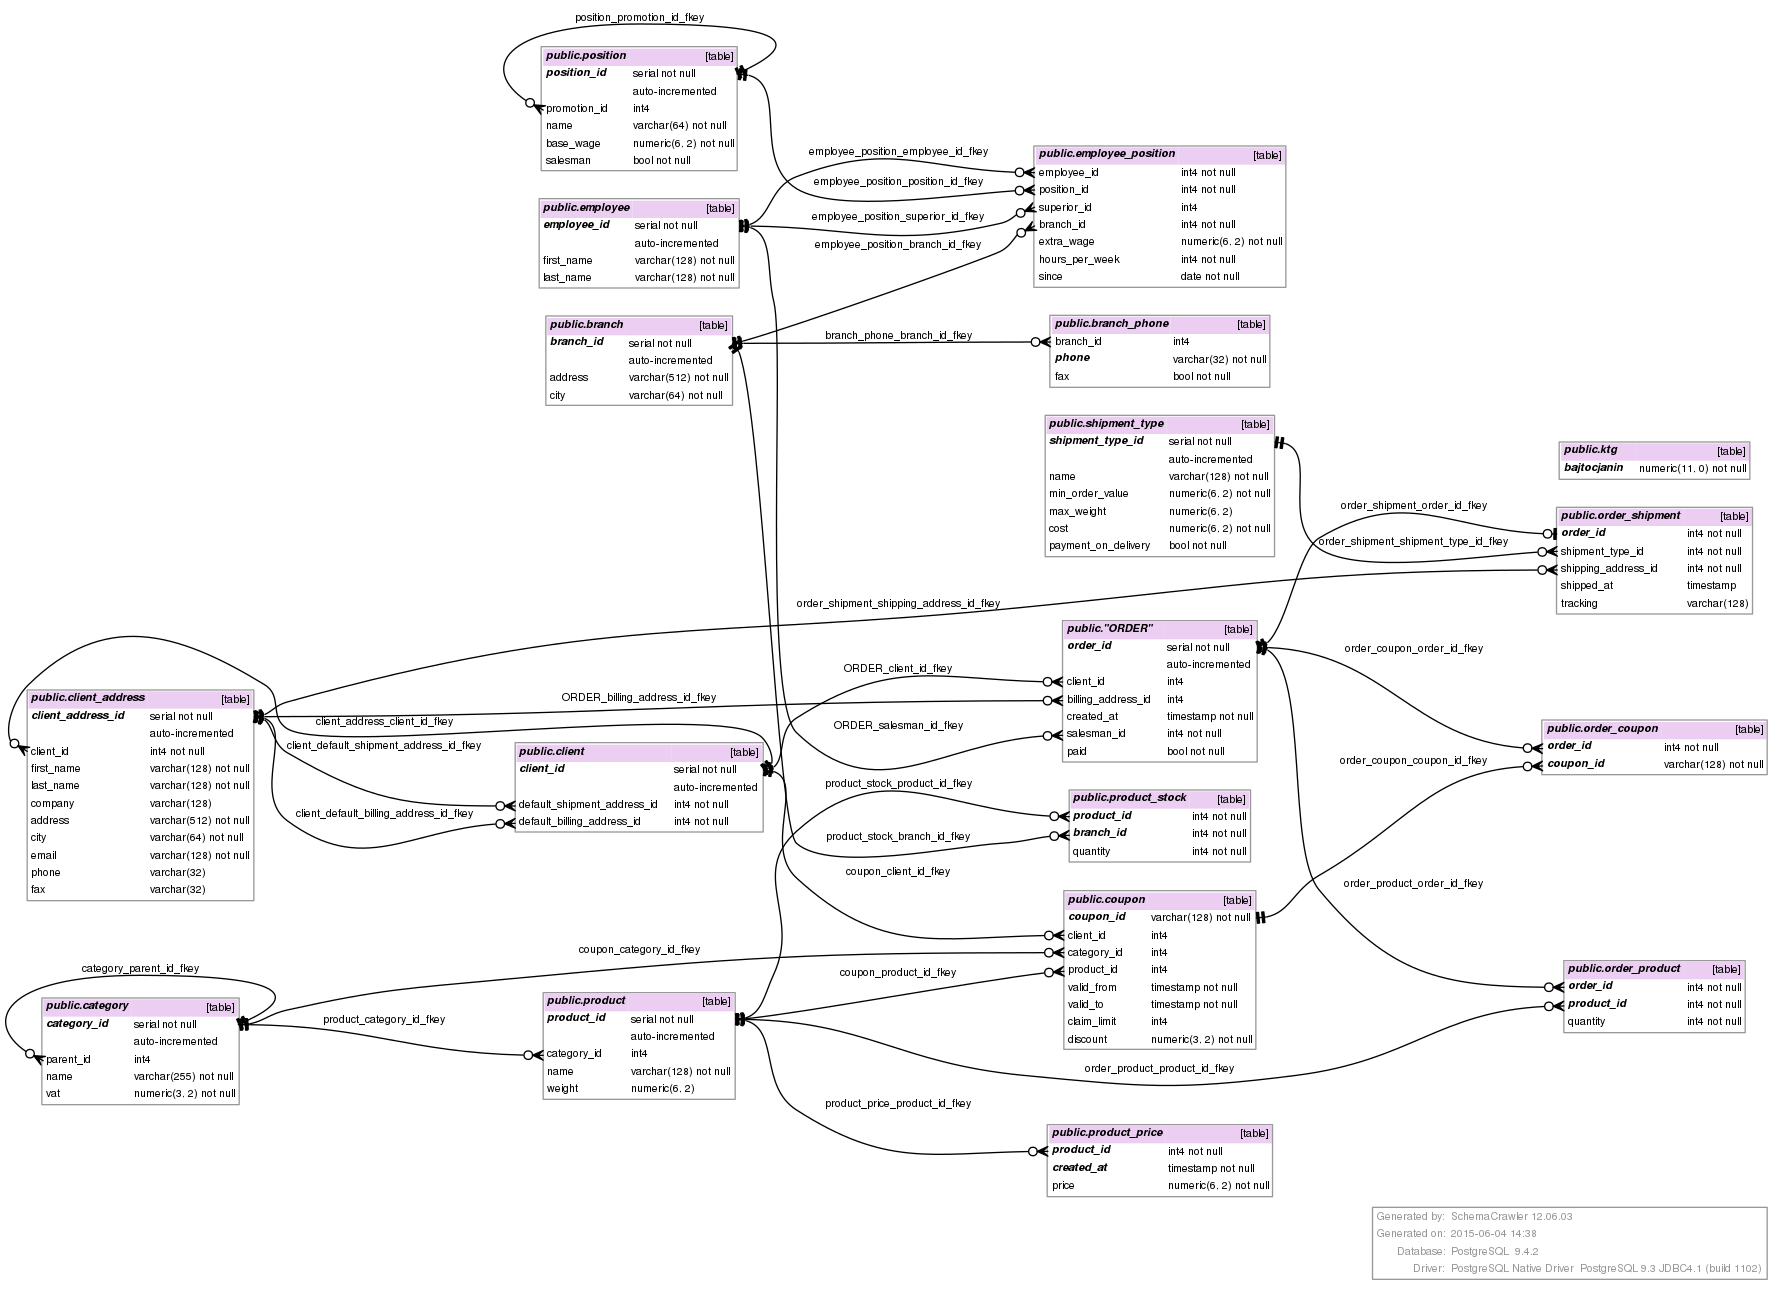 position_promotion_id_fkey
public.position [table]
position_id serial not null
auto-incremented
promotion_id int4
name varchar(64) not null
base_wage numeric(6, 2) not null
salesman bool not null
employee_position_employee_id_fkey
employee_position_position_id_fkey
employee_position_superior_id_fkey
employee_position_branch_id_fkey
public.employee_position [table]
employee_id int4 not null
position_id int4 not null
superior_id int4
branch_id int4 not null
extra_wage numeric(6, 2) not null
hours_per_week int4 not null
since date not null
public.employee [table]
employee_id serial not null
auto-incremented
first_name varchar(128) not null
last_name varchar(128) not null
public.branch [table]
branch_id serial not null
auto-incremented
address varchar(512) not null
city varchar(64) not null
branch_phone_branch_id_fkey
public.branch_phone [table]
branch_id int4
phone varchar(32) not null
fax bool not null
public.shipment_type [table]
shipment_type_id serial not null
auto-incremented
name varchar(128) not null
min_order_value numeric(6, 2) not null
max_weight numeric(6, 2)
cost numeric(6, 2) not null
payment_on_delivery bool not null
public.ktg [table]
bajtocjanin numeric(11, 0) not null
order_shipment_order_id_fkey
order_shipment_shipment_type_id_fkey
order_shipment_shipping_address_id_fkey
public.order_shipment [table]
order_id int4 not null
shipment_type_id int4 not null
shipping_address_id int4 not null
shipped_at timestamp
tracking varchar(128)
public."ORDER" [table]
order_id serial not null
auto-incremented
client_id int4
billing_address_id int4
created_at timestamp not null
salesman_id int4 not null
paid bool not null
ORDER_client_id_fkey
ORDER_billing_address_id_fkey
ORDER_salesman_id_fkey
order_coupon_order_id_fkey
order_coupon_coupon_id_fkey
public.client_address [table]
client_address_id serial not null
auto-incremented
client_id int4 not null
first_name varchar(128) not null
last_name varchar(128) not null
company varchar(128)
address varchar(512) not null
city varchar(64) not null
email varchar(128) not null
phone varchar(32)
fax varchar(32)
client_address_client_id_fkey
client_default_shipment_address_id_fkey
client_default_billing_address_id_fkey
public.client [table]
client_id serial not null
auto-incremented
default_shipment_address_id int4 not null
default_billing_address_id int4 not null
public.order_coupon [table]
order_id int4 not null
coupon_id varchar(128) not null
product_stock_product_id_fkey
product_stock_branch_id_fkey
public.product_stock [table]
product_id int4 not null
branch_id int4 not null
quantity int4 not null
coupon_client_id_fkey
coupon_category_id_fkey
coupon_product_id_fkey
public.coupon [table]
coupon_id varchar(128) not null
client_id int4
category_id int4
product_id int4
valid_from timestamp not null
valid_to timestamp not null
claim_limit int4
discount numeric(3, 2) not null
order_product_order_id_fkey
order_product_product_id_fkey
public.order_product [table]
order_id int4 not null
product_id int4 not null
quantity int4 not null
category_parent_id_fkey
public.category [table]
category_id serial not null
auto-incremented
parent_id int4
name varchar(255) not null
vat numeric(3, 2) not null
product_category_id_fkey
public.product [table]
product_id serial not null
auto-incremented
category_id int4
name varchar(128) not null
weight numeric(6, 2)
product_price_product_id_fkey
public.product_price [table]
product_id int4 not null
created_at timestamp not null
price numeric(6, 2) not null
Generated by: SchemaCrawler 12.06.03
Generated on: 2015-06-04 14:38
Database: PostgreSQL 9.4.2
Driver: PostgreSQL Native Driver PostgreSQL 9.3 JDBC4.1 (build 1102)